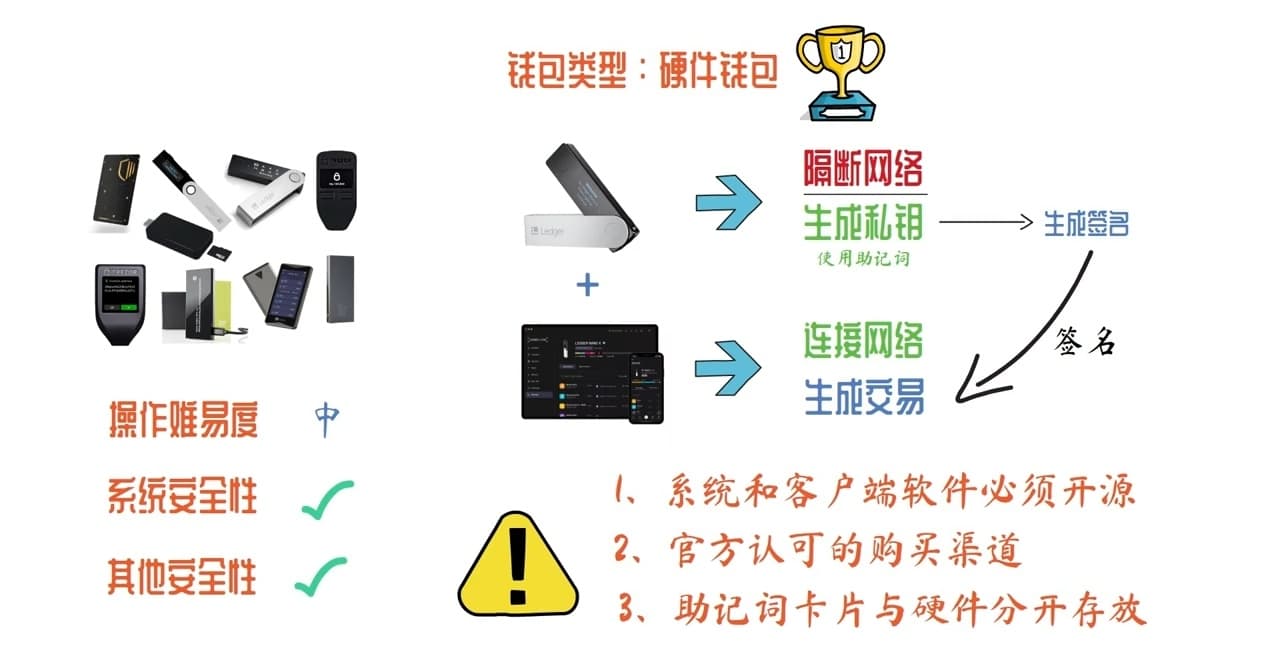 钱包类型：硬件钱包
1
隔断网络
生成私钥
使用助记词
生成签名
Ledger
TREZOR
+
连接网络
生成交易
签名
操作难易度 中
系统安全性
其他安全性
!
1、系统和客户端软件必须开源
2、官方认可的购买渠道
3、助记词卡片与硬件分开存放